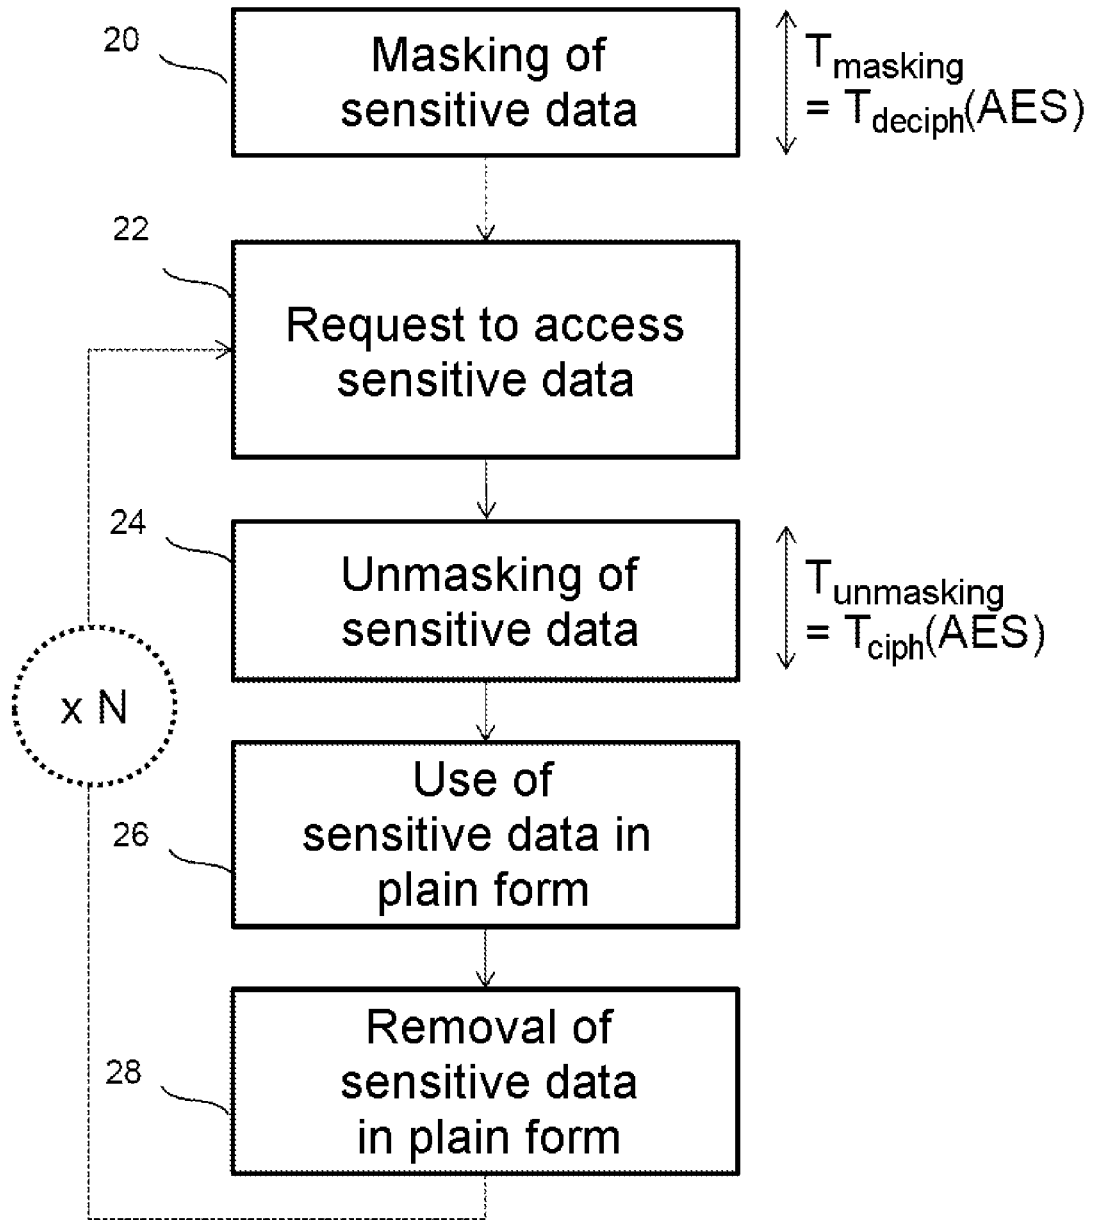 20
Masking of
sensitive data
Tmasking
= Tdeciph(AES)
22
Request to access
sensitive data
24
Unmasking of
sensitive data
Tunmasking
= Tciph(AES)
x N
26
Use of
sensitive data in
plain form
28
Removal of
sensitive data
in plain form